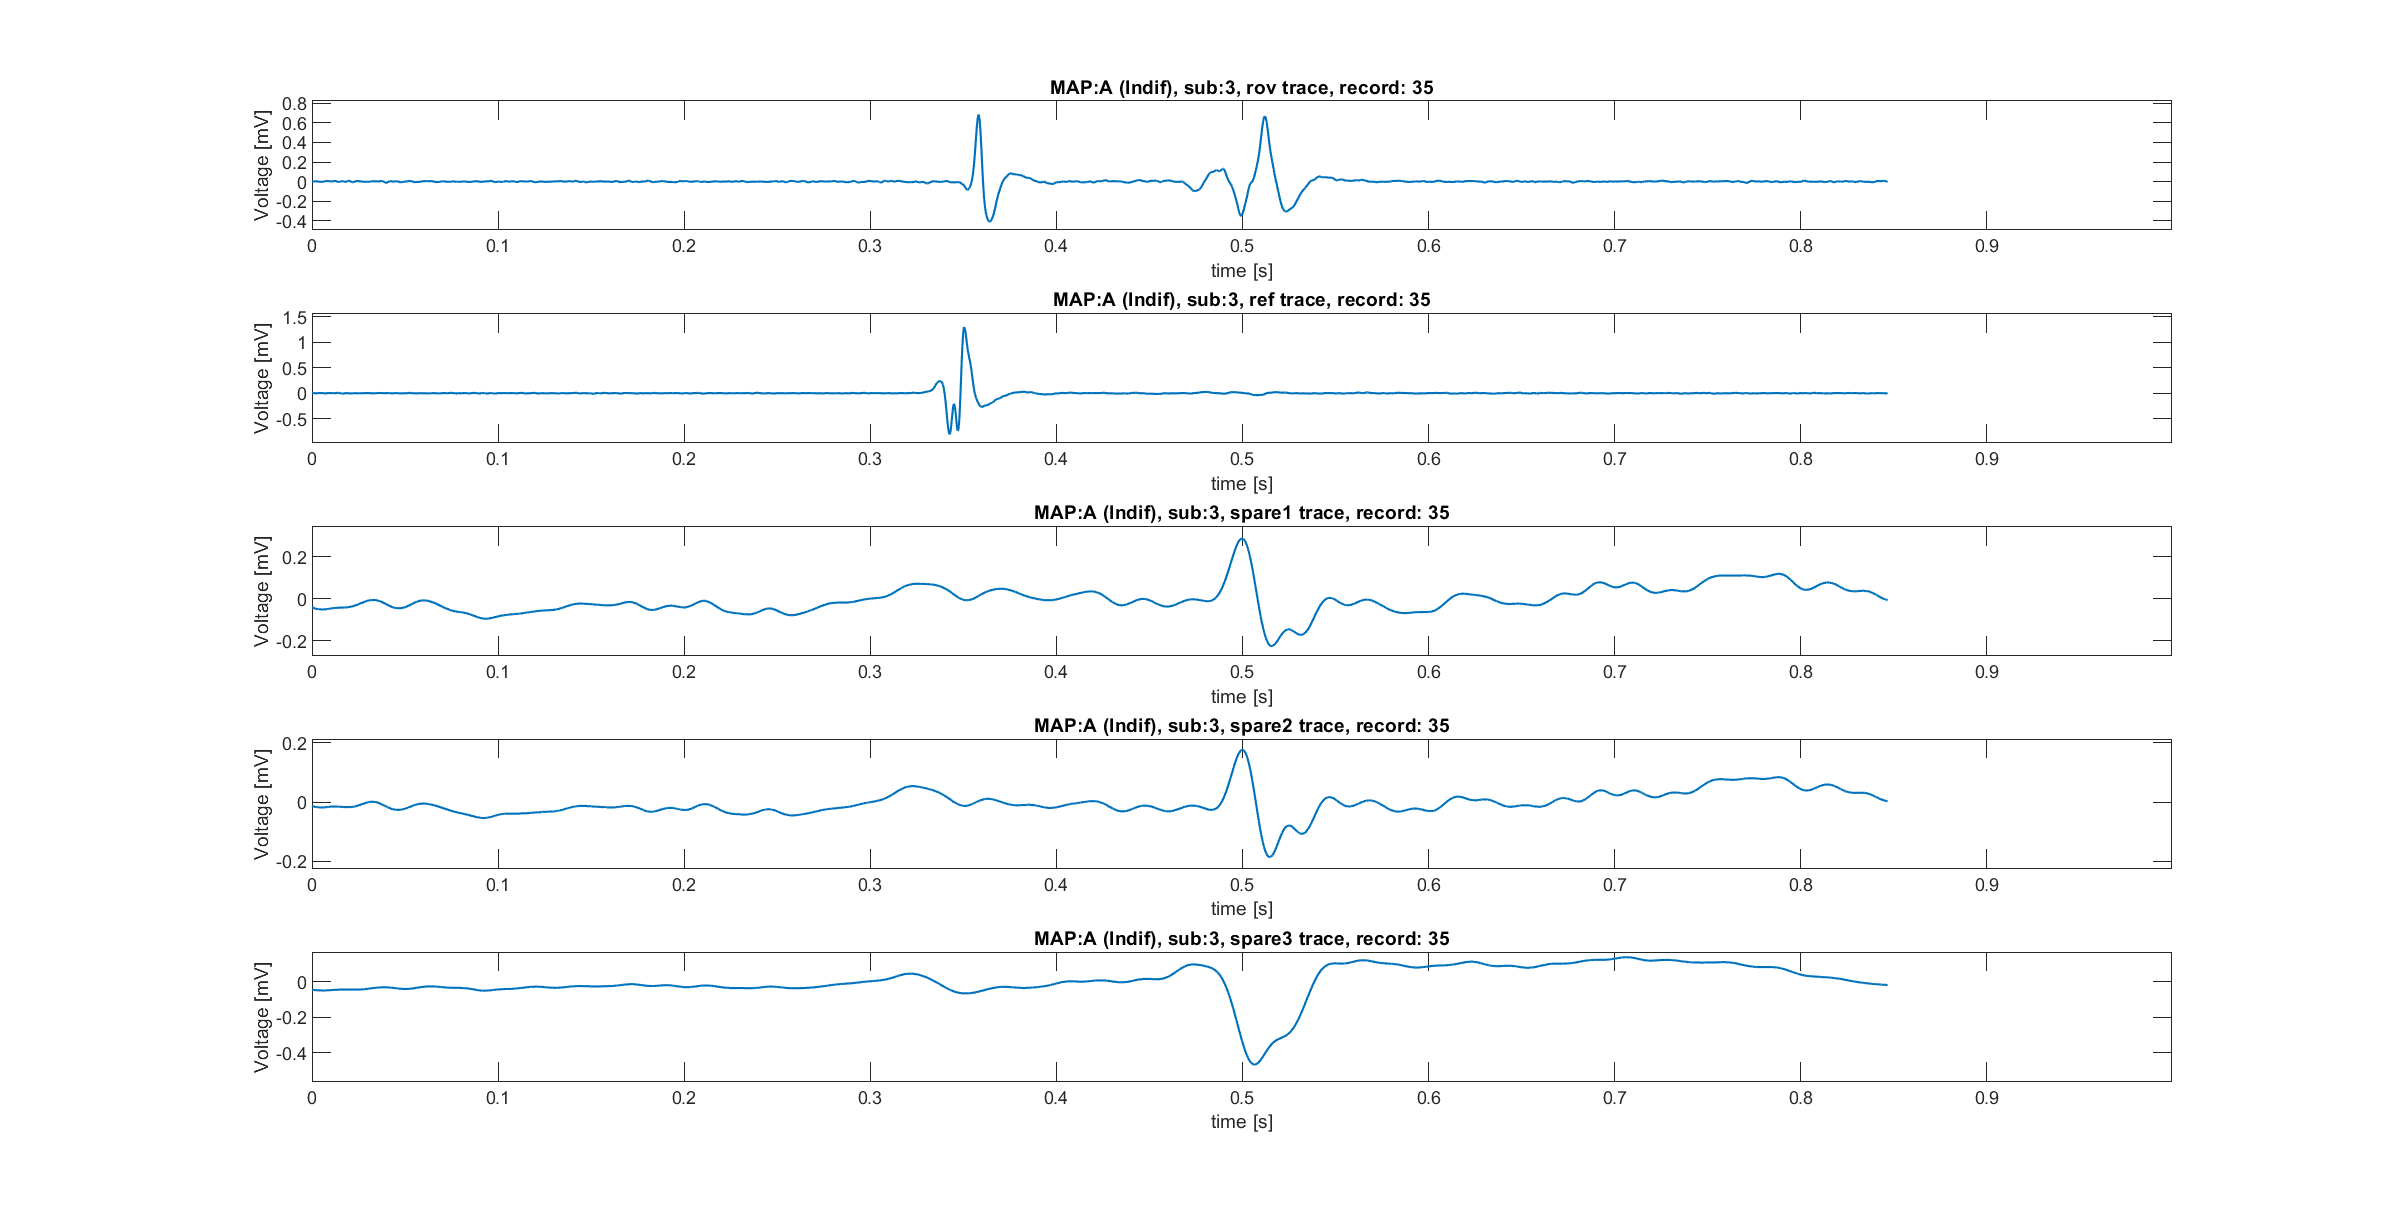 MAP:A (Indif), sub:3, rov trace, record: 35
Voltage [mV]
0.8
0.6
0.4
0.2
0
-0.2
-0.4
0 0.1 0.2 0.3 0.4 0.5 0.6 0.7 0.8 0.9
time [s]
MAP:A (Indif), sub:3, ref trace, record: 35
Voltage [mV]
1.5
1
0.5
0
-0.5
0 0.1 0.2 0.3 0.4 0.5 0.6 0.7 0.8 0.9
time [s]
MAP:A (Indif), sub:3, spare1 trace, record: 35
Voltage [mV]
0.2
0
-0.2
0 0.1 0.2 0.3 0.4 0.5 0.6 0.7 0.8 0.9
time [s]
MAP:A (Indif), sub:3, spare2 trace, record: 35
Voltage [mV]
0.2
0
-0.2
0 0.1 0.2 0.3 0.4 0.5 0.6 0.7 0.8 0.9
time [s]
MAP:A (Indif), sub:3, spare3 trace, record: 35
Voltage [mV]
0
-0.2
-0.4
0 0.1 0.2 0.3 0.4 0.5 0.6 0.7 0.8 0.9
time [s]